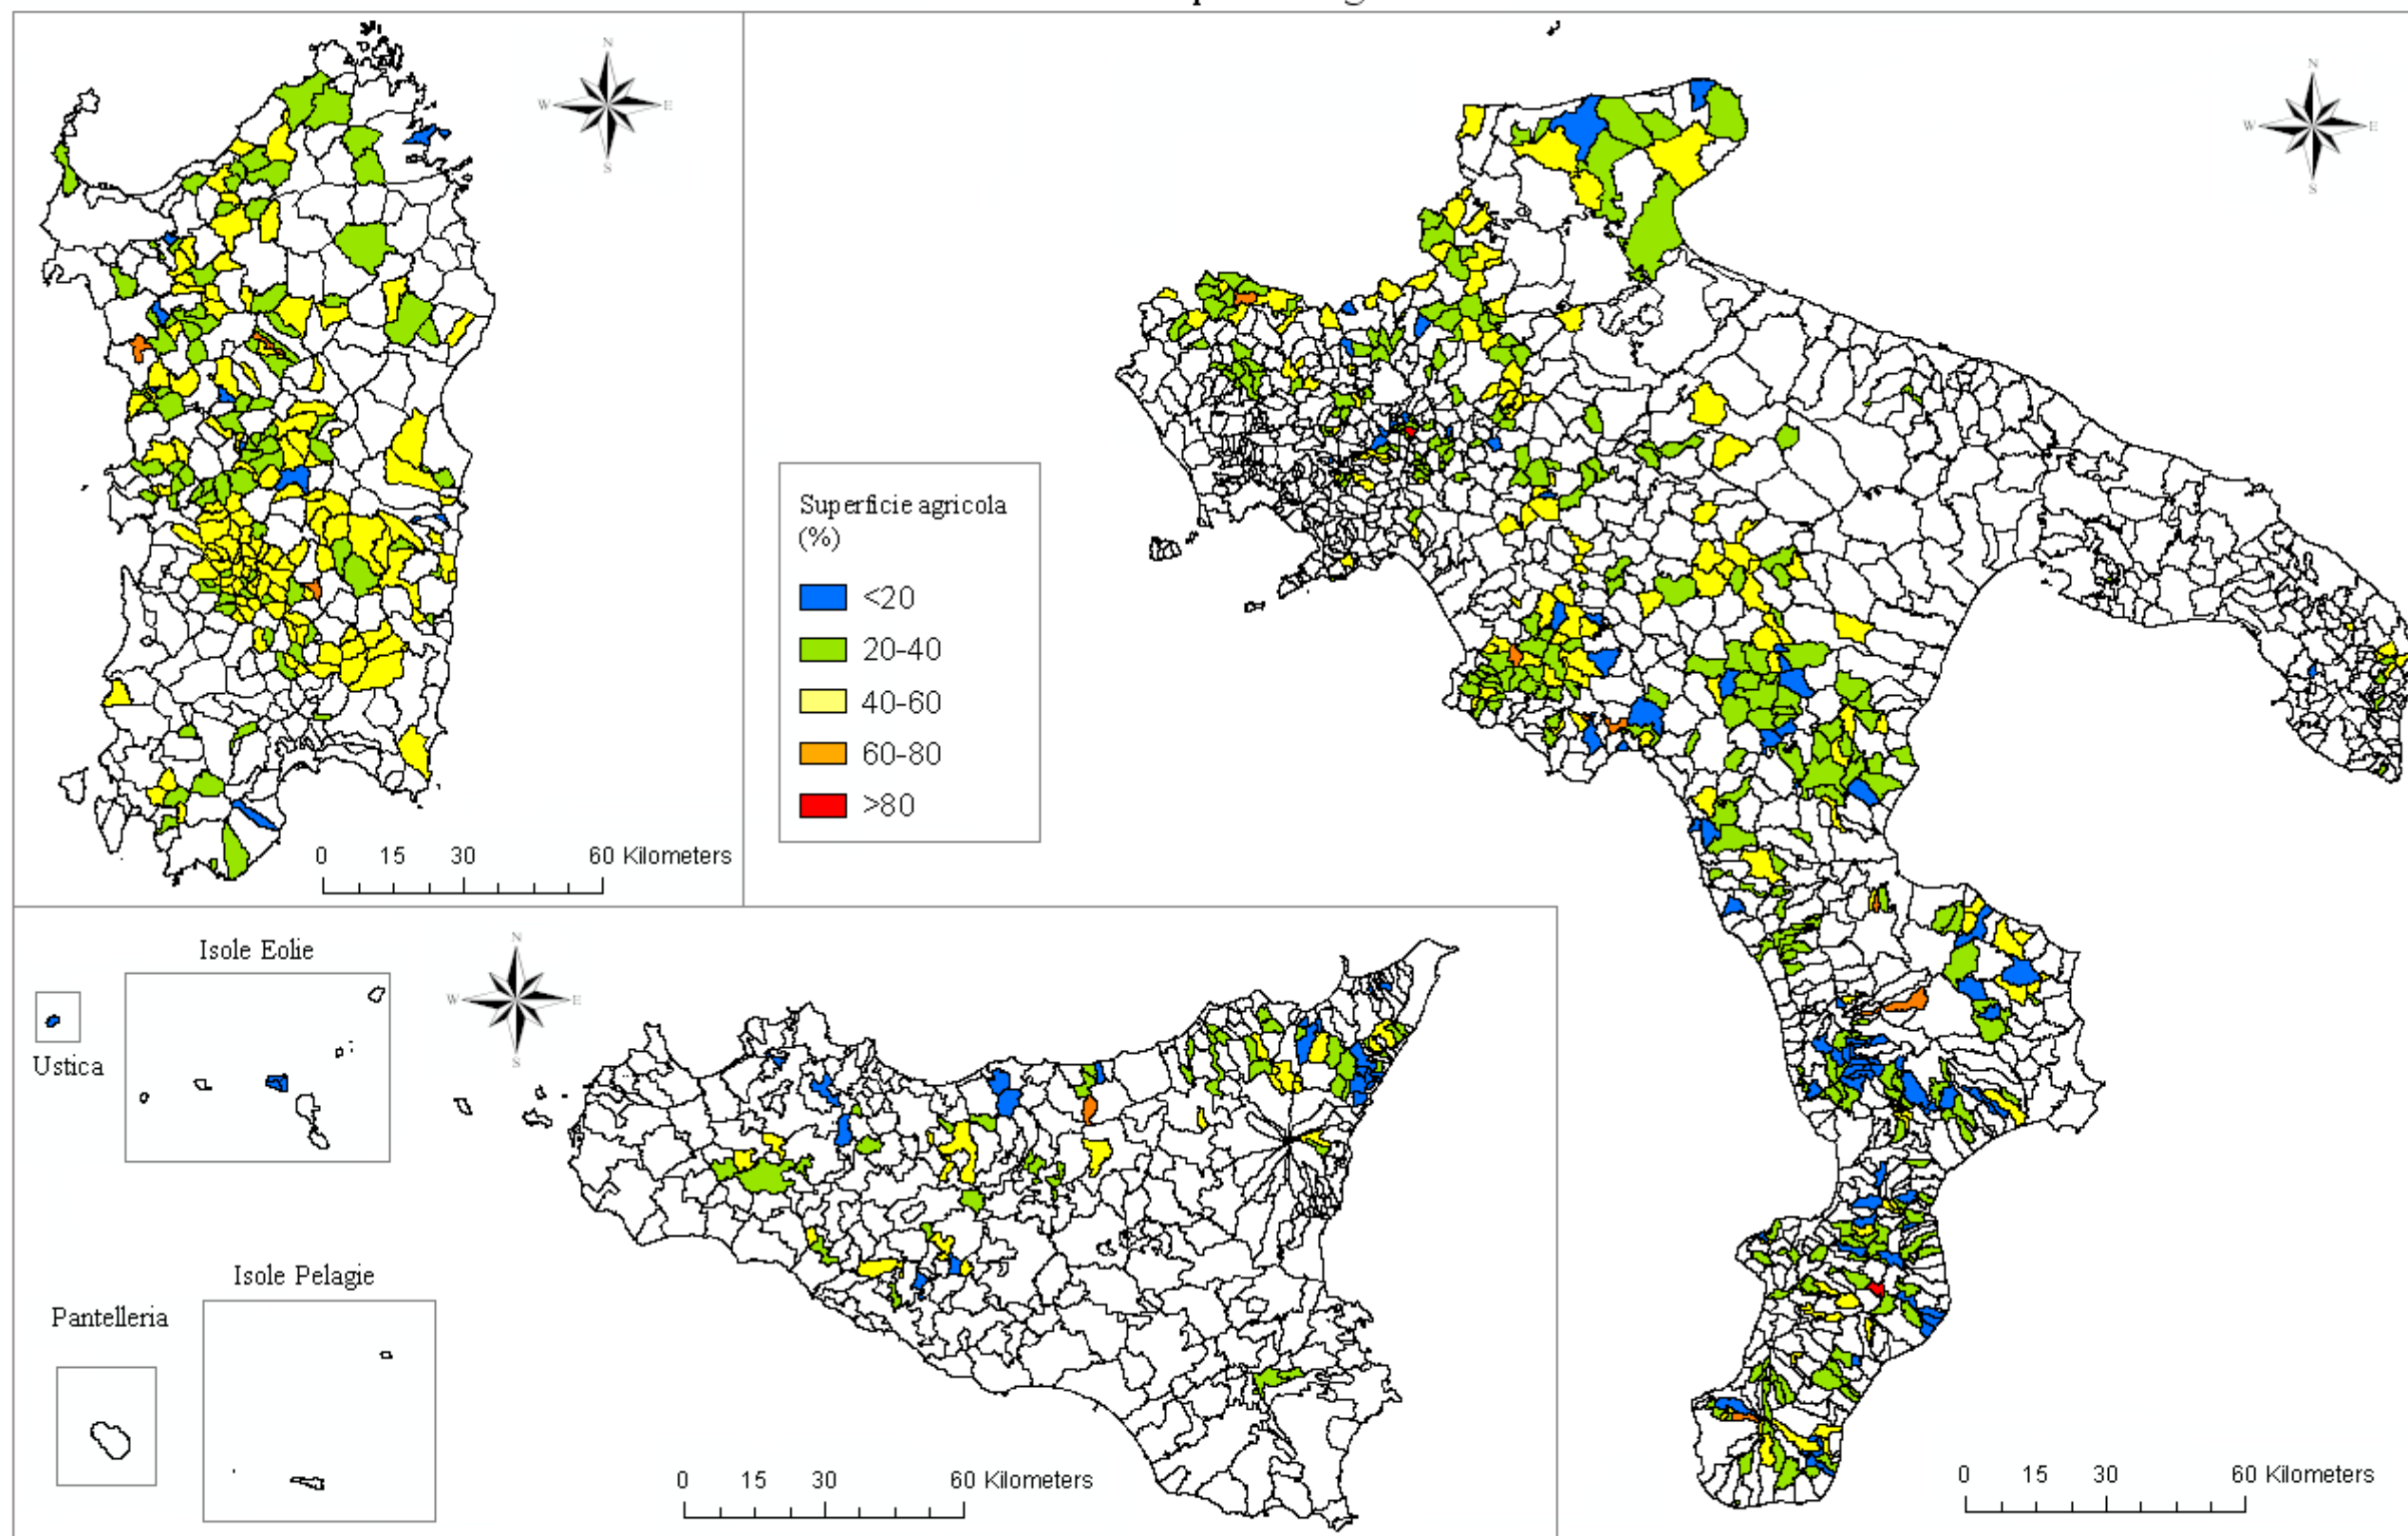 N
W E
S
N
W E
S
Superficie agricola
(%)
<20
20-40
40-60
60-80
>80
0 15 30 60 Kilometers
Isole Eolie
N
W E
S
Ustica
Isole Pelagie
Pantelleria
0 15 30 60 Kilometers
0 15 30 60 Kilometers